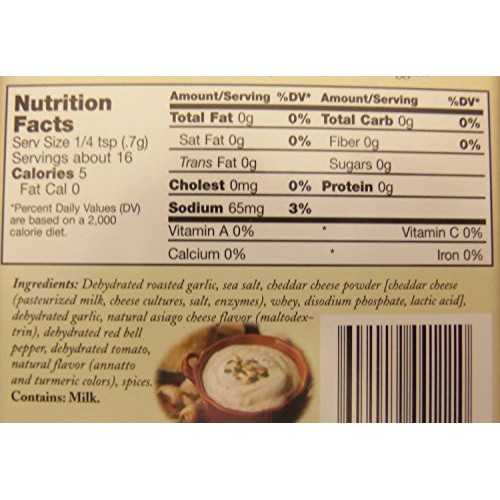 Nutrition
Facts
Serv Size 1/4 tsp (.7g)
Servings about 16
Calories 5
Fat Cal 0
*Percent Daily Values (DV)
are based on a 2,000
calorie diet.
Amount/Serving %DV* Amount/Serving %DV*
Total Fat 0g 0% Total Carb 0g 0%
Sat Fat 0g 0% Fiber 0g 0%
Trans Fat 0g Sugars 0g
Cholest 0mg 0% Protein 0g
Sodium 65mg 3%
Vitamin A 0% * Vitamin C 0%
Calcium 0% * Iron 0%
Ingredients: Dehydrated roasted garlic, sea salt, cheddar cheese powder [cheddar cheese
(pasteurized milk, cheese cultures, salt, enzymes), whey, disodium phosphate, lactic acid],
dehydrated garlic, natural asiago cheese flavor (maltodex-
trin), dehydrated red bell
pepper, dehydrated tomato,
natural flavor (annatto
and turmeric colors), spices.
Contains: Milk.